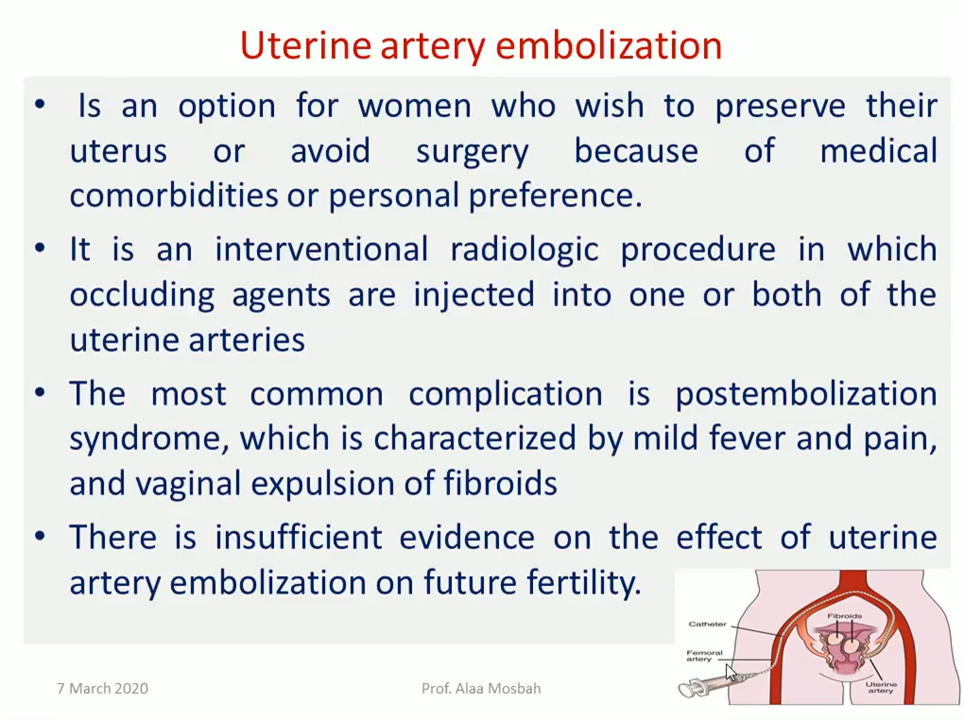 Uterine artery embolization
• Is an option for women who wish to preserve their
uterus or avoid surgery because of medical
comorbidities or personal preference.
• It is an interventional radiologic procedure in which
occluding agents are injected into one or both of the
uterine arteries
• The most common complication is postembolization
syndrome, which is characterized by mild fever and pain,
and vaginal expulsion of fibroids
• There is insufficient evidence on the effect of uterine
artery embolization on future fertility.
Fibroids
Catheter
Femoral
artery
Uterine
artery
7 March 2020
Prof. Alaa Mosbah